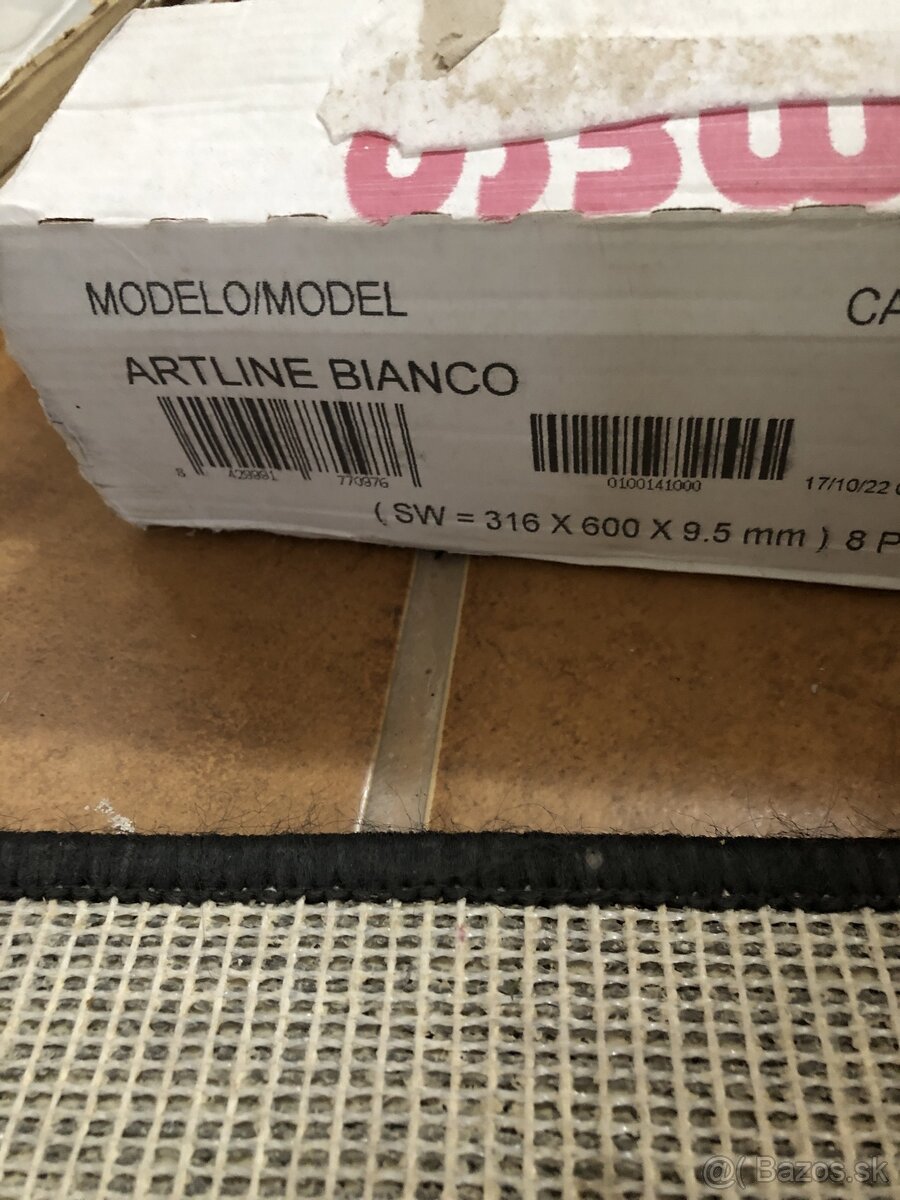 MODELO/MODEL
ARTLINE BIANCO
8 429991 770976
0100141000
17/10/22
( SW = 316 X 600 X 9.5 mm ) 8
@( Bazos.sk